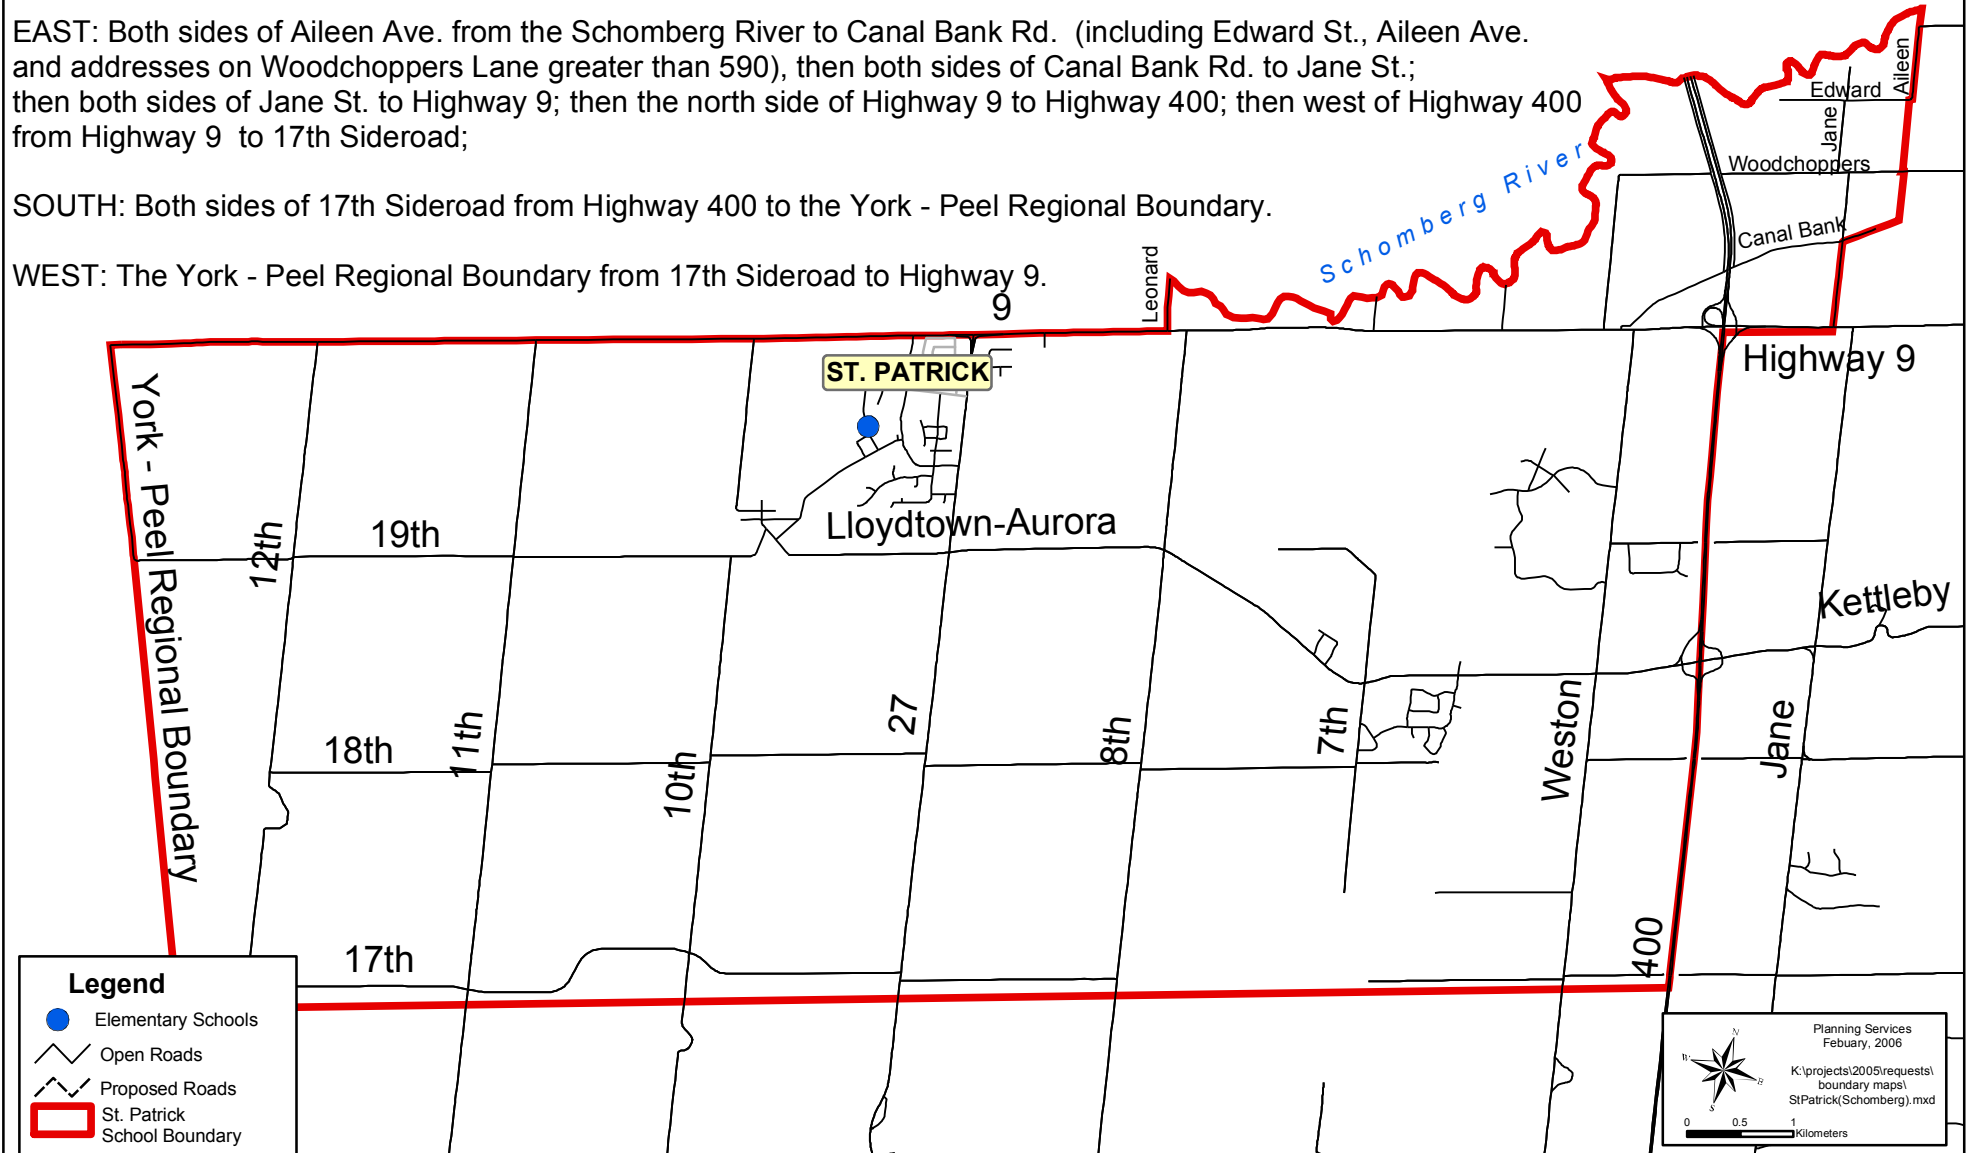 EAST: Both sides of Aileen Ave. from the Schomberg River to Canal Bank Rd. (including Edward St., Aileen Ave.
and addresses on Woodchoppers Lane greater than 590), then both sides of Canal Bank Rd. to Jane St.;
then both sides of Jane St. to Highway 9; then the north side of Highway 9 to Highway 400; then west of Highway 400
from Highway 9 to 17th Sideroad;
SOUTH: Both sides of 17th Sideroad from Highway 400 to the York - Peel Regional Boundary.
WEST: The York - Peel Regional Boundary from 17th Sideroad to Highway 9.
Aileen
Edward
Jane
Woodchoppers
Schomberg River
Canal Bank
Leonard
9
Highway 9
ST. PATRICK
York - Peel Regional Boundary
12th
19th
Lloydtown-Aurora
Kettleby
18th
11th
10th
27
8th
7th
Weston
Jane
17th
400
Legend
Elementary Schools
Open Roads
Proposed Roads
St. Patrick
School Boundary
N
W
E
S
Planning Services
Febuary, 2006
K:\projects\2005\requests\
boundary maps\
StPatrick(Schomberg).mxd
0 0.5 1
Kilometers